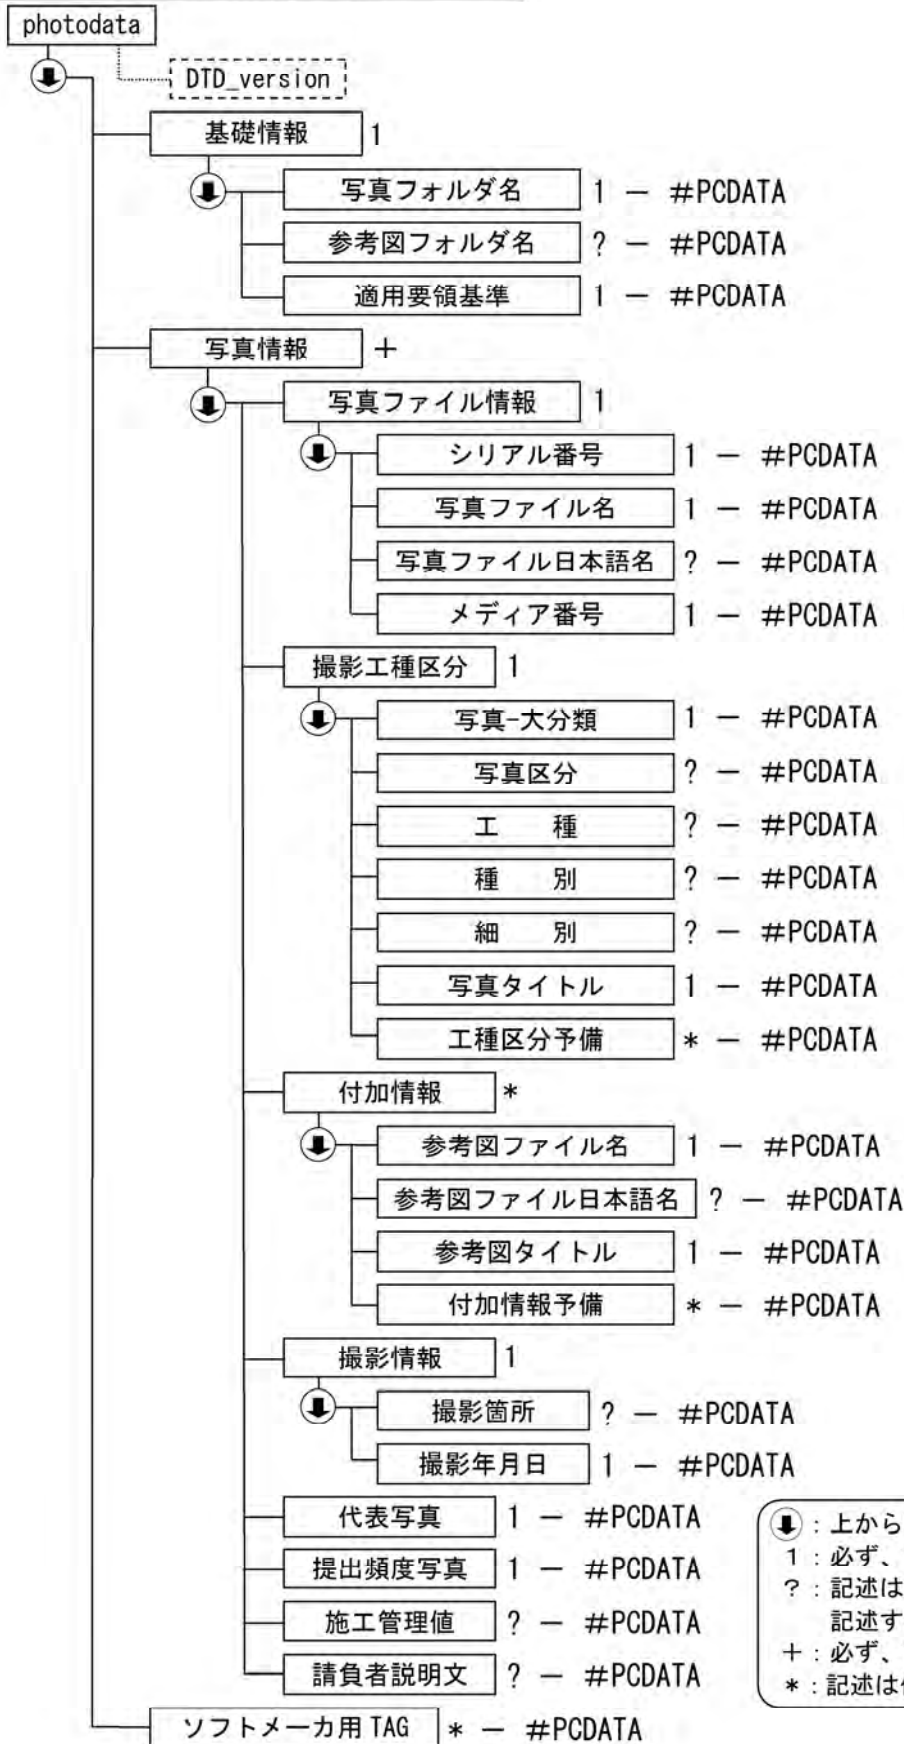 photodata
DTD_version
基礎情報 1
写真フォルダ名 1 － #PCDATA
参考図フォルダ名 ? － #PCDATA
適用要領基準 1 － #PCDATA
写真情報 +
写真ファイル情報 1
シリアル番号 1 － #PCDATA
写真ファイル名 1 － #PCDATA
写真ファイル日本語名 ? － #PCDATA
メディア番号 1 － #PCDATA
撮影工種区分 1
写真-大分類 1 － #PCDATA
写真区分 ? － #PCDATA
工　種 ? － #PCDATA
種　別 ? － #PCDATA
細　別 ? － #PCDATA
写真タイトル 1 － #PCDATA
工種区分予備 * － #PCDATA
付加情報 *
参考図ファイル名 1 － #PCDATA
参考図ファイル日本語名 ? － #PCDATA
参考図タイトル 1 － #PCDATA
付加情報予備 * － #PCDATA
撮影情報 1
撮影箇所 ? － #PCDATA
撮影年月日 1 － #PCDATA
代表写真 1 － #PCDATA
提出頻度写真 1 － #PCDATA
施工管理値 ? － #PCDATA
請負者説明文 ? － #PCDATA
ソフトメーカ用 TAG * － #PCDATA
：上から
1：必ず、
?：記述は
記述す
+：必ず、
*：記述は